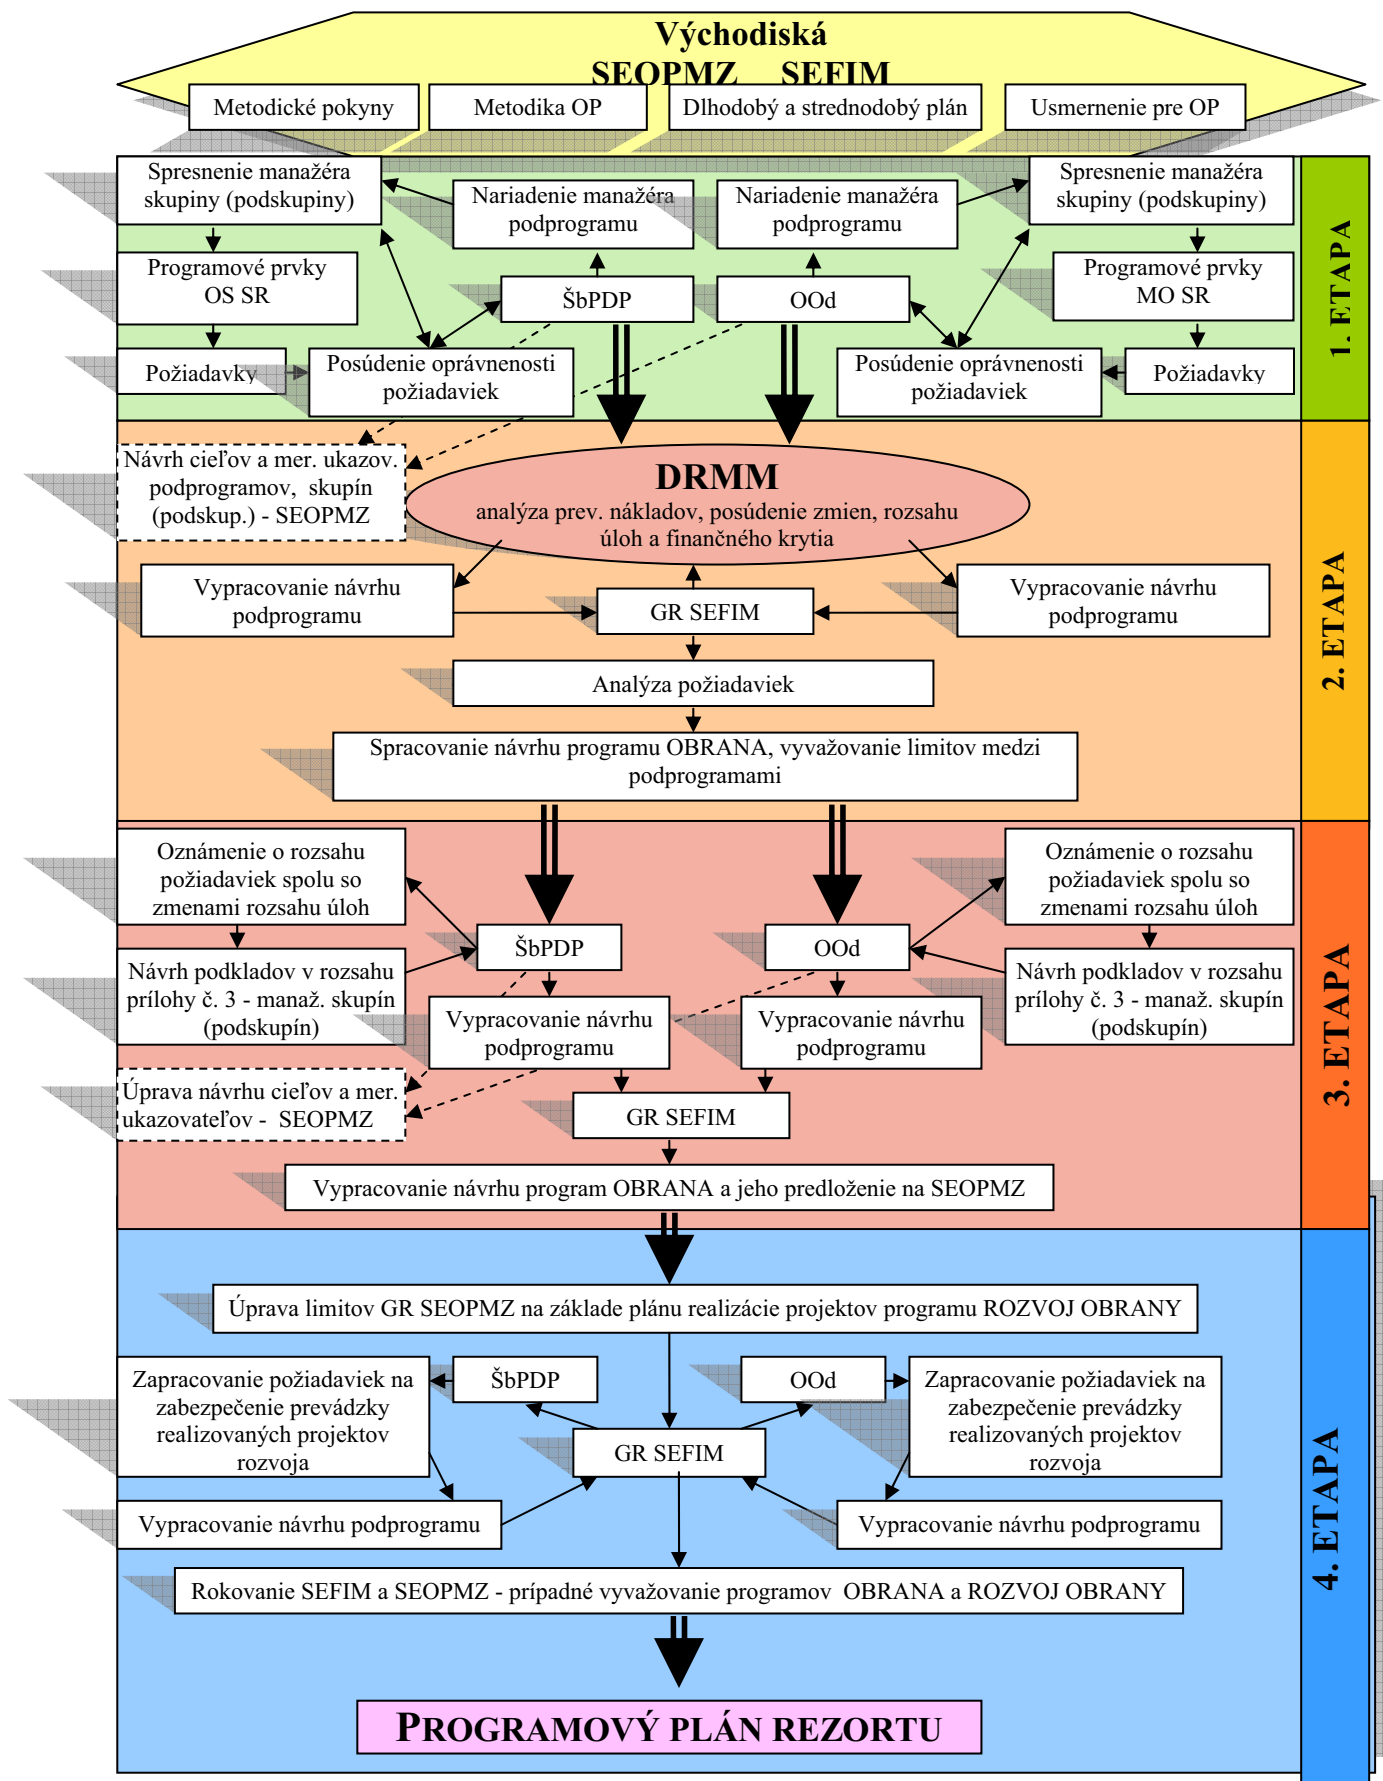 Východiská
SEOPMZ SEFIM
Metodické pokyny
Metodika OP
Dlhodobý a strednodobý plán
Usmernenie pre OP
1. ETAPA
Spresnenie manažéra
skupiny (podskupiny)
Nariadenie manažéra
podprogramu
Nariadenie manažéra
podprogramu
Spresnenie manažéra
skupiny (podskupiny)
Programové prvky
OS SR
ŠbPDP
OOd
Programové prvky
MO SR
Požiadavky
Posúdenie oprávnenosti
požiadaviek
Posúdenie oprávnenosti
požiadaviek
Požiadavky
2. ETAPA
Návrh cieľov a mer. ukazov.
podprogramov, skupín
(podskup.) - SEOPMZ
DRMM
analýza prev. nákladov, posúdenie zmien, rozsahu
úloh a finančného krytia
Vypracovanie návrhu
podprogramu
GR SEFIM
Vypracovanie návrhu
podprogramu
Analýza požiadaviek
Spracovanie návrhu programu OBRANA, vyvažovanie limitov medzi
podprogramami
3. ETAPA
Oznámenie o rozsahu
požiadaviek spolu so
zmenami rozsahu úloh
ŠbPDP
OOd
Oznámenie o rozsahu
požiadaviek spolu so
zmenami rozsahu úloh
Návrh podkladov v rozsahu
prílohy č. 3 - manaž. skupín
(podskupín)
Vypracovanie návrhu
podprogramu
Vypracovanie návrhu
podprogramu
Návrh podkladov v rozsahu
prílohy č. 3 - manaž. skupín
(podskupín)
Úprava návrhu cieľov a mer.
ukazovateľov - SEOPMZ
GR SEFIM
Vypracovanie návrhu program OBRANA a jeho predloženie na SEOPMZ
4. ETAPA
Úprava limitov GR SEOPMZ na základe plánu realizácie projektov programu ROZVOJ OBRANY
Zapracovanie požiadaviek na
zabezpečenie prevádzky
realizovaných projektov
rozvoja
ŠbPDP
OOd
Zapracovanie požiadaviek na
zabezpečenie prevádzky
realizovaných projektov
rozvoja
GR SEFIM
Vypracovanie návrhu podprogramu
Vypracovanie návrhu podprogramu
Rokovanie SEFIM a SEOPMZ - prípadné vyvažovanie programov OBRANA a ROZVOJ OBRANY
PROGRAMOVÝ PLÁN REZORTU